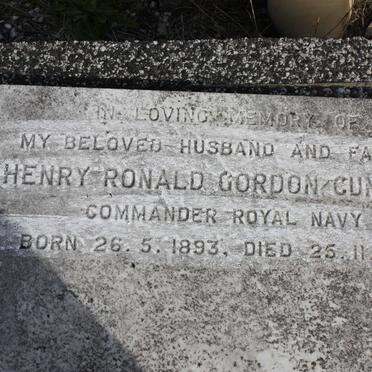 IN LOVING MEMORY OF
MY BELOVED HUSBAND AND FA
HENRY RONALD GORDON-CUM
COMMANDER ROYAL NAVY
BORN 26. 5. 1893, DIED 25. 11